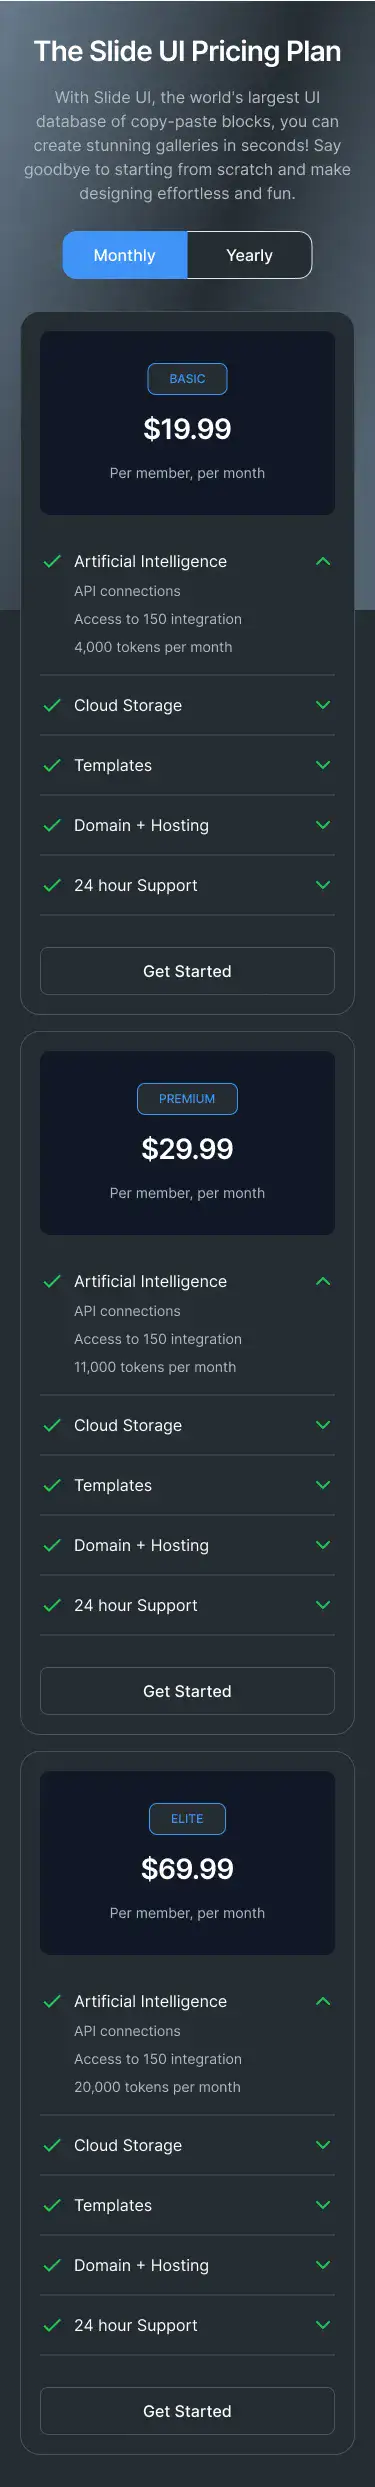 The Slide UI Pricing Plan
With Slide UI, the world's largest UI
database of copy-paste blocks, you can
create stunning galleries in seconds! Say
goodbye to starting from scratch and make
designing effortless and fun.
Monthly
Yearly
BASIC
$19.99
Per member, per month
Artificial Intelligence
API connections
Access to 150 integration
4,000 tokens per month
Cloud Storage
Templates
Domain + Hosting
24 hour Support
Get Started
PREMIUM
$29.99
Per member, per month
Artificial Intelligence
API connections
Access to 150 integration
11,000 tokens per month
Cloud Storage
Templates
Domain + Hosting
24 hour Support
Get Started
ELITE
$69.99
Per member, per month
Artificial Intelligence
API connections
Access to 150 integration
20,000 tokens per month
Cloud Storage
Templates
Domain + Hosting
24 hour Support
Get Started